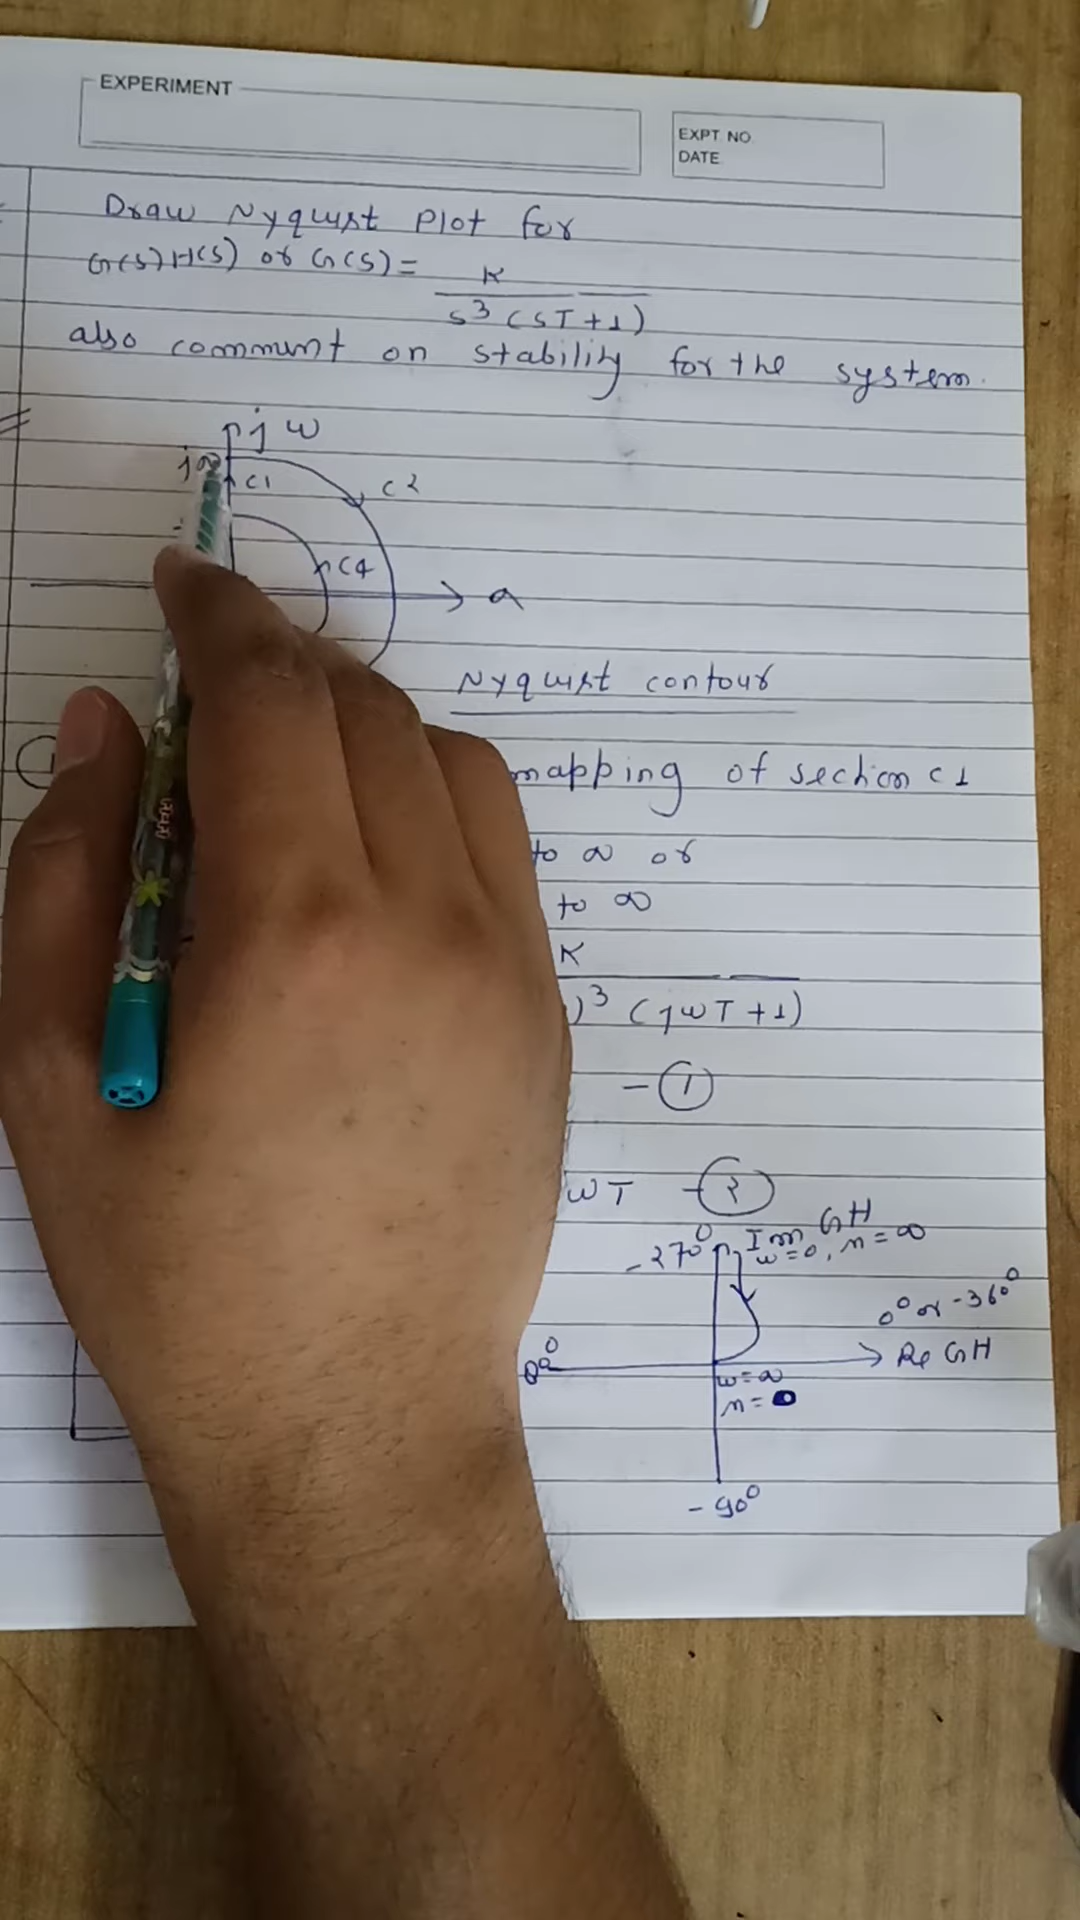 EXPERIMENT
EXPT. NO.
DATE
Draw Nyquist Plot for
G(S)H(S) or G(S) = K
s³(sT+1)
also comment on stability for the system.
jω
j∞
C1
C2
C4
σ
Nyquist contour
mapping of section C1
to ∞ or
to ∞
K
)³ (jωT+1)
-①
ωT -②
-270° Im GH
ω=0, m=∞
0° or -360°
Re GH
ω=∞
m=0
-90°